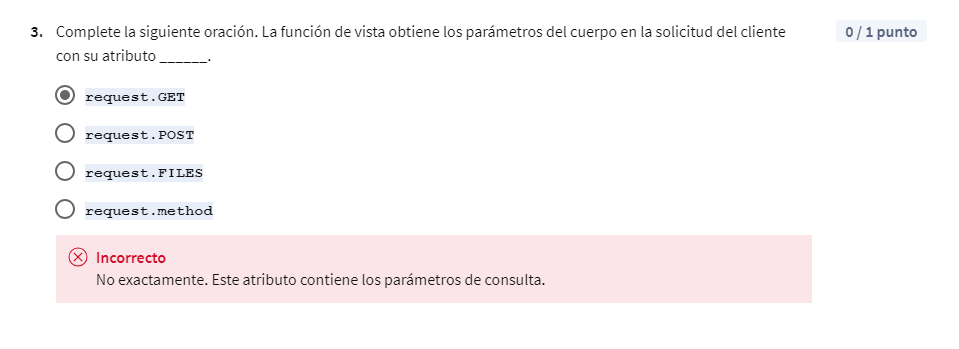 3. Complete la siguiente oración. La función de vista obtiene los parámetros del cuerpo en la solicitud del cliente
con su atributo ______.
0 / 1 punto
request.GET
request.POST
request.FILES
request.method
Incorrecto
No exactamente. Este atributo contiene los parámetros de consulta.